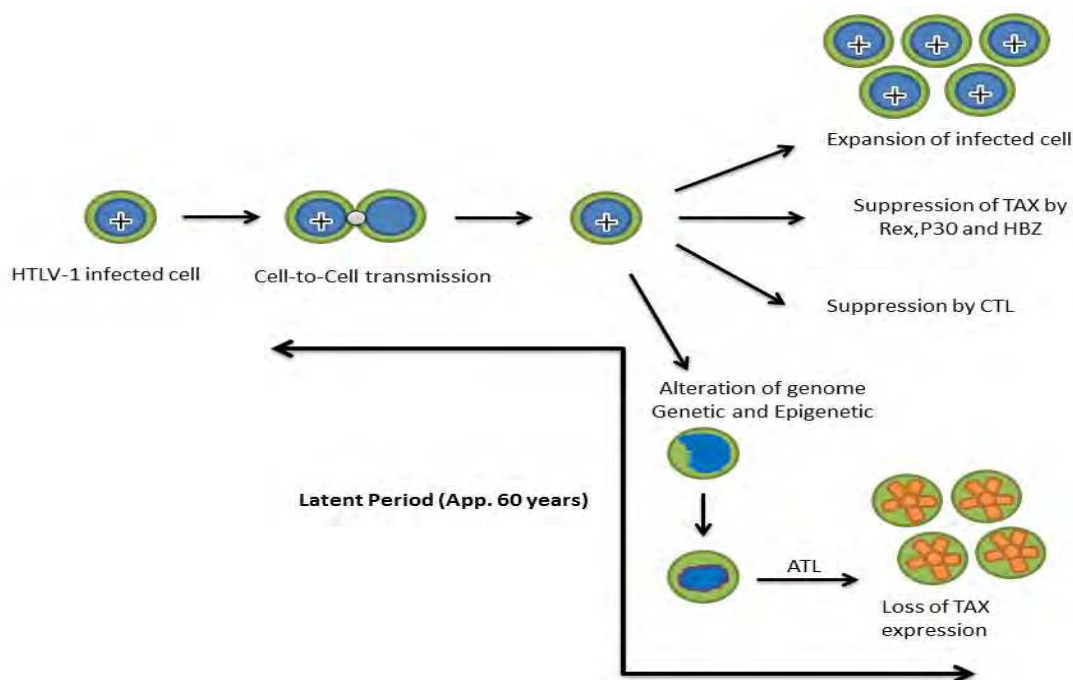 Expansion of infected cell
Suppression of TAX by
Rex,P30 and HBZ
HTLV-1 infected cell
Cell-to-Cell transmission
Suppression by CTL
Alteration of genome
Genetic and Epigenetic
Latent Period (App. 60 years)
ATL
Loss of TAX
expression